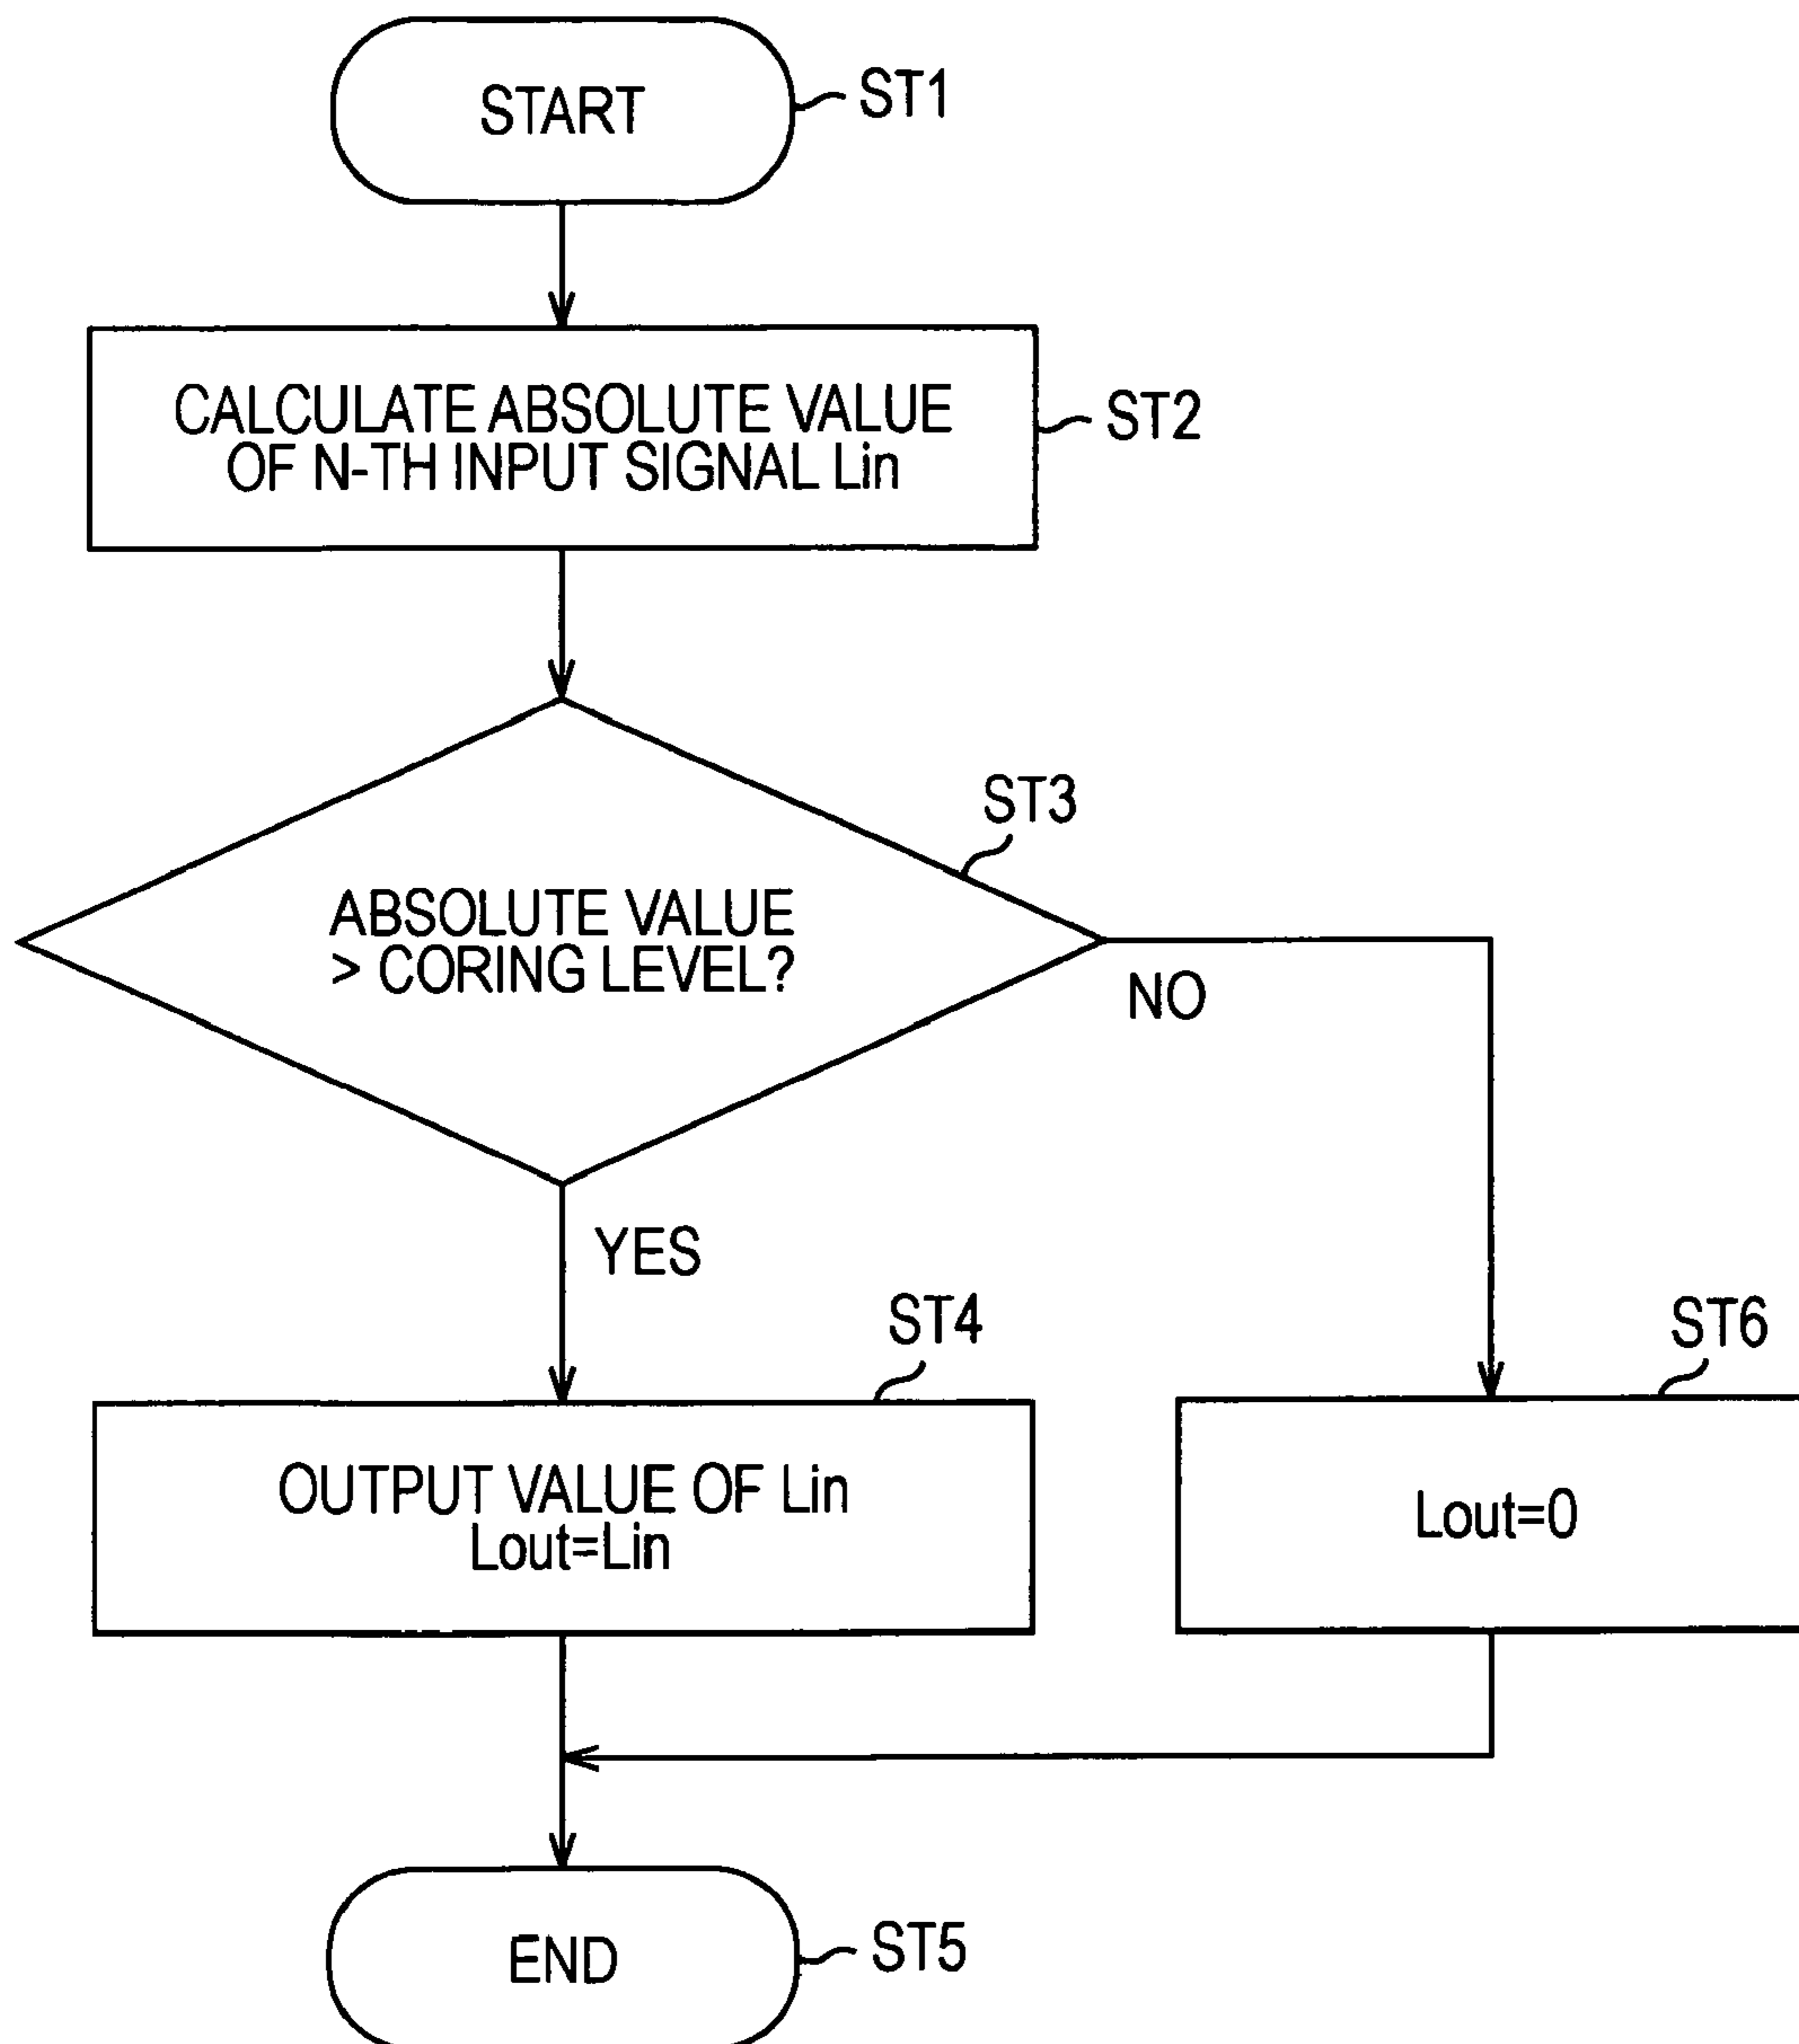 START
ST1
CALCULATE ABSOLUTE VALUE
OF N-TH INPUT SIGNAL Lin
ST2
ST3
ABSOLUTE VALUE
> CORING LEVEL?
NO
YES
ST4
ST6
OUTPUT VALUE OF Lin
Lout=Lin
Lout=0
END
ST5